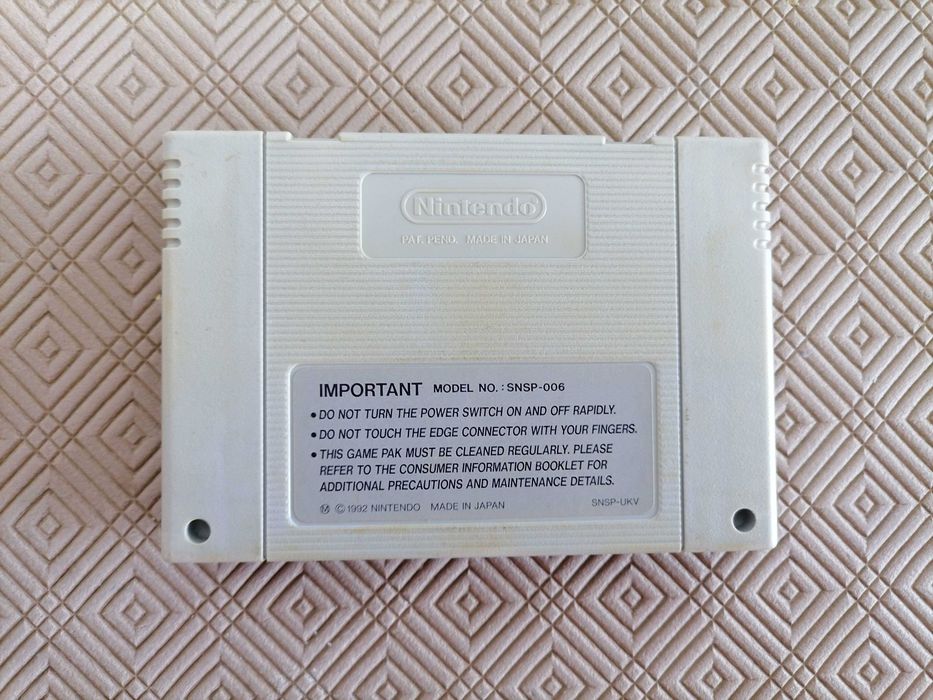 Nintendo®
PAT. PEND. MADE IN JAPAN
IMPORTANT MODEL NO.: SNSP-006
• DO NOT TURN THE POWER SWITCH ON AND OFF RAPIDLY.
• DO NOT TOUCH THE EDGE CONNECTOR WITH YOUR FINGERS.
• THIS GAME PAK MUST BE CLEANED REGULARLY. PLEASE
REFER TO THE CONSUMER INFORMATION BOOKLET FOR
ADDITIONAL PRECAUTIONS AND MAINTENANCE DETAILS.
Ⓜ © 1992 NINTENDO MADE IN JAPAN SNSP-UKV